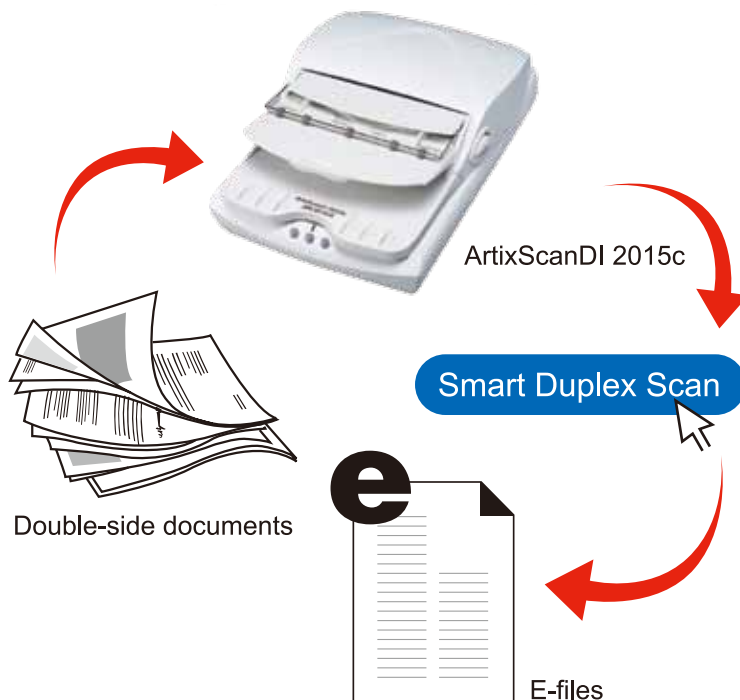 ArtixScanDI 2015c
Smart Duplex Scan
Double-side documents
e
E-files